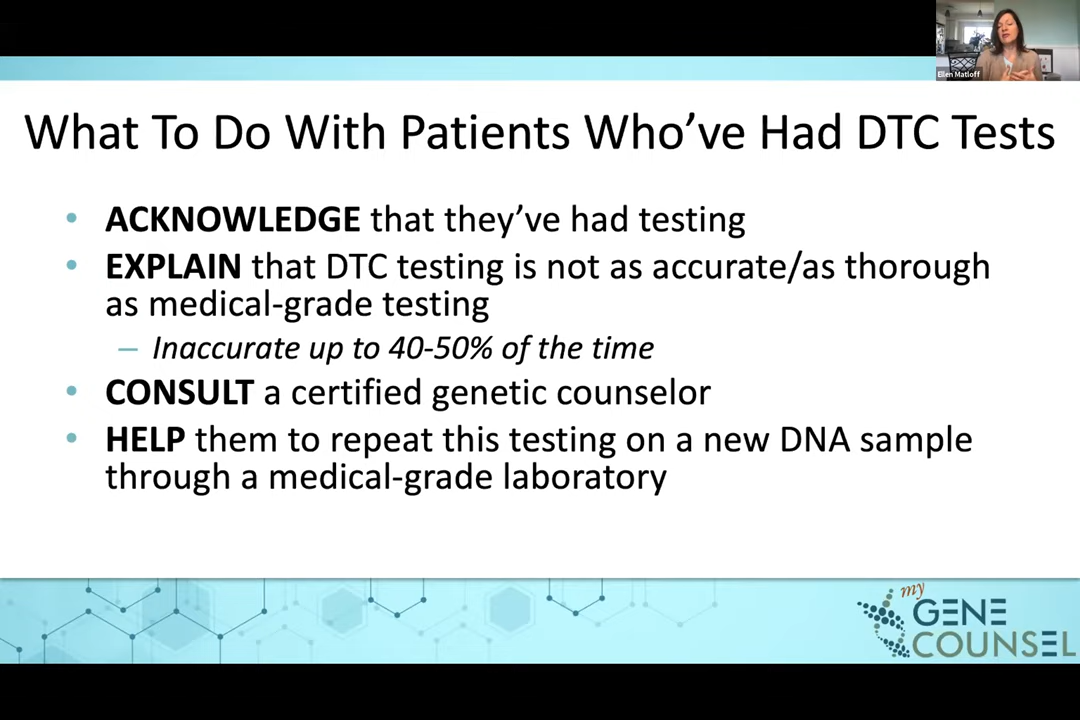 Ellen Matloff
What To Do With Patients Who’ve Had DTC Tests
• ACKNOWLEDGE that they’ve had testing
• EXPLAIN that DTC testing is not as accurate/as thorough
as medical-grade testing
– Inaccurate up to 40-50% of the time
• CONSULT a certified genetic counselor
• HELP them to repeat this testing on a new DNA sample
through a medical-grade laboratory
my
GENE
COUNSEL